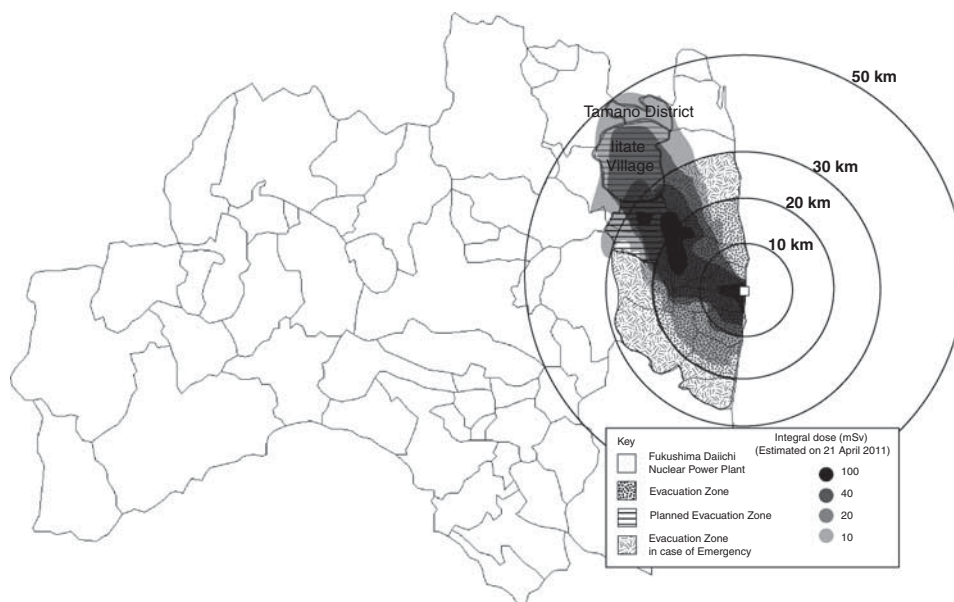 50 km
Tamano District
Iitate
Village
30 km
20 km
10 km
Key
Fukushima Daiichi
Nuclear Power Plant
Evacuation Zone
Planned Evacuation Zone
Evacuation Zone
in case of Emergency
Integral dose (mSv)
(Estimated on 21 April 2011)
100
40
20
10